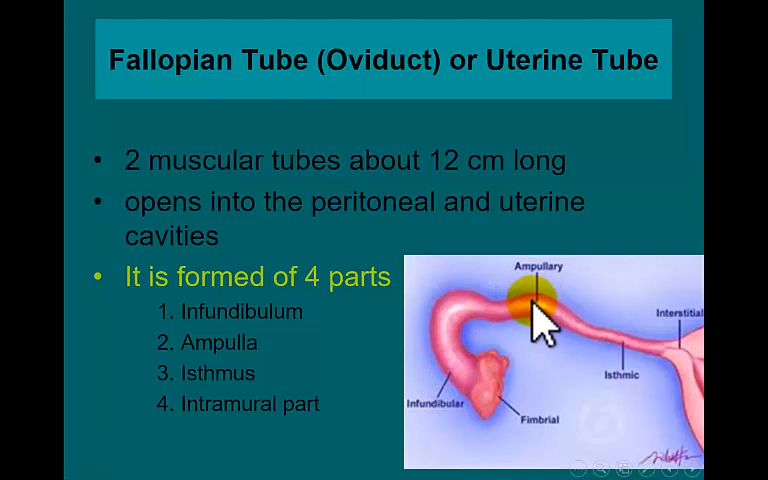 Fallopian Tube (Oviduct) or Uterine Tube
• 2 muscular tubes about 12 cm long
• opens into the peritoneal and uterine
cavities
• It is formed of 4 parts
1. Infundibulum
2. Ampulla
3. Isthmus
4. Intramural part
Ampullary
Interstitial
Isthmic
Infundibular
Fimbrial